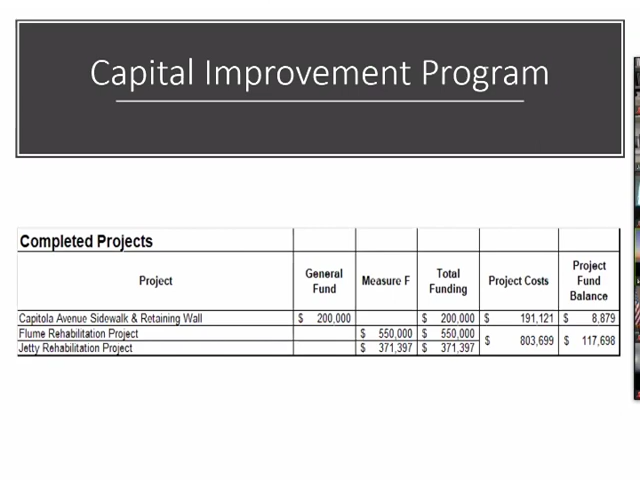 Capital Improvement Program
Completed Projects
Project General Fund Measure F Total Funding Project Costs Project Fund Balance
Capitola Avenue Sidewalk & Retaining Wall $ 200,000 $ 200,000 $ 191,121 $ 8,879
Flume Rehabilitation Project $ 550,000 $ 550,000 $ 803,699 $ 117,698
Jetty Rehabilitation Project $ 371,397 $ 371,397